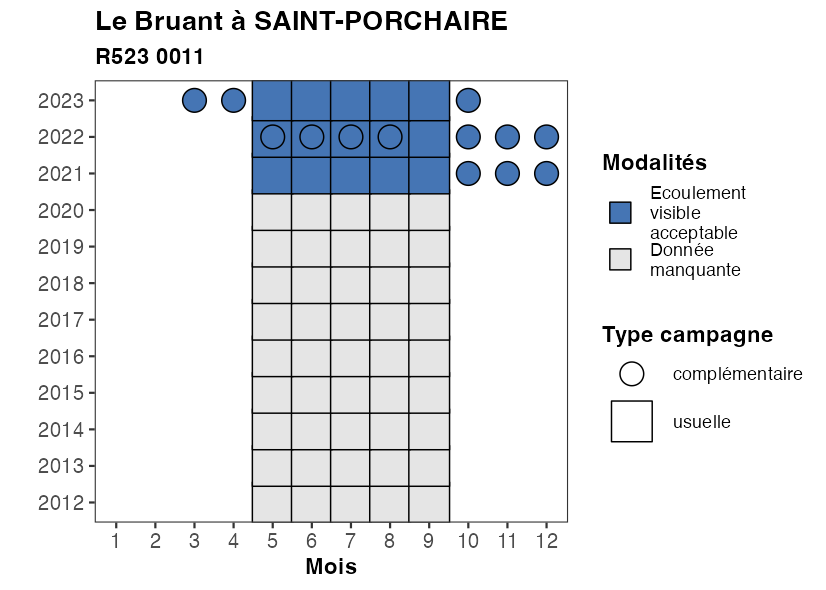 Le Bruant à SAINT-PORCHAIRE
R523 0011
2023
2022
2021
2020
2019
2018
2017
2016
2015
2014
2013
2012
1 2 3 4 5 6 7 8 9 10 11 12
Mois
Modalités
Ecoulement
visible
acceptable
Donnée
manquante
Type campagne
complémentaire
usuelle